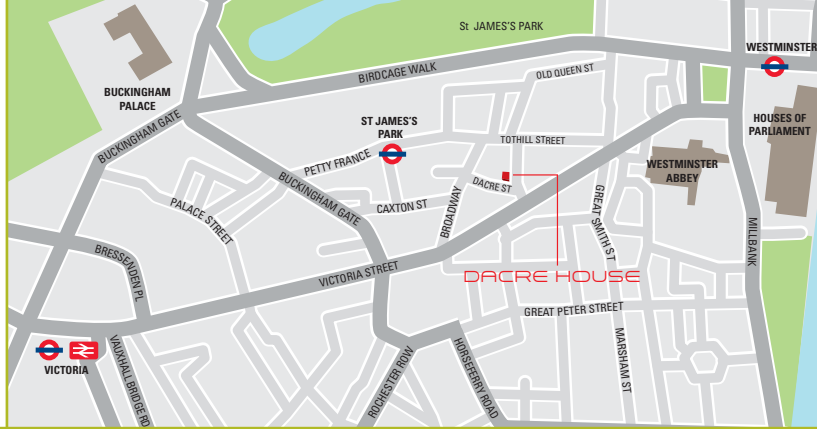 St JAMES'S PARK
WESTMINSTER
BIRDCAGE WALK
OLD QUEEN ST
BUCKINGHAM
PALACE
HOUSES OF
PARLIAMENT
ST JAMES'S
PARK
BUCKINGHAM GATE
TOTHILL STREET
PETTY FRANCE
WESTMINSTER
ABBEY
BUCKINGHAM GATE
DACRE ST
PALACE STREET
CAXTON ST
BROADWAY
GREAT SMITH ST
MILLBANK
BRESSENDEN PL
VICTORIA STREET
DACRE HOUSE
GREAT PETER STREET
VICTORIA
VAUXHALL BRIDGE RD
ROCHESTER ROW
HORSEFERRY ROAD
MARSHAM ST